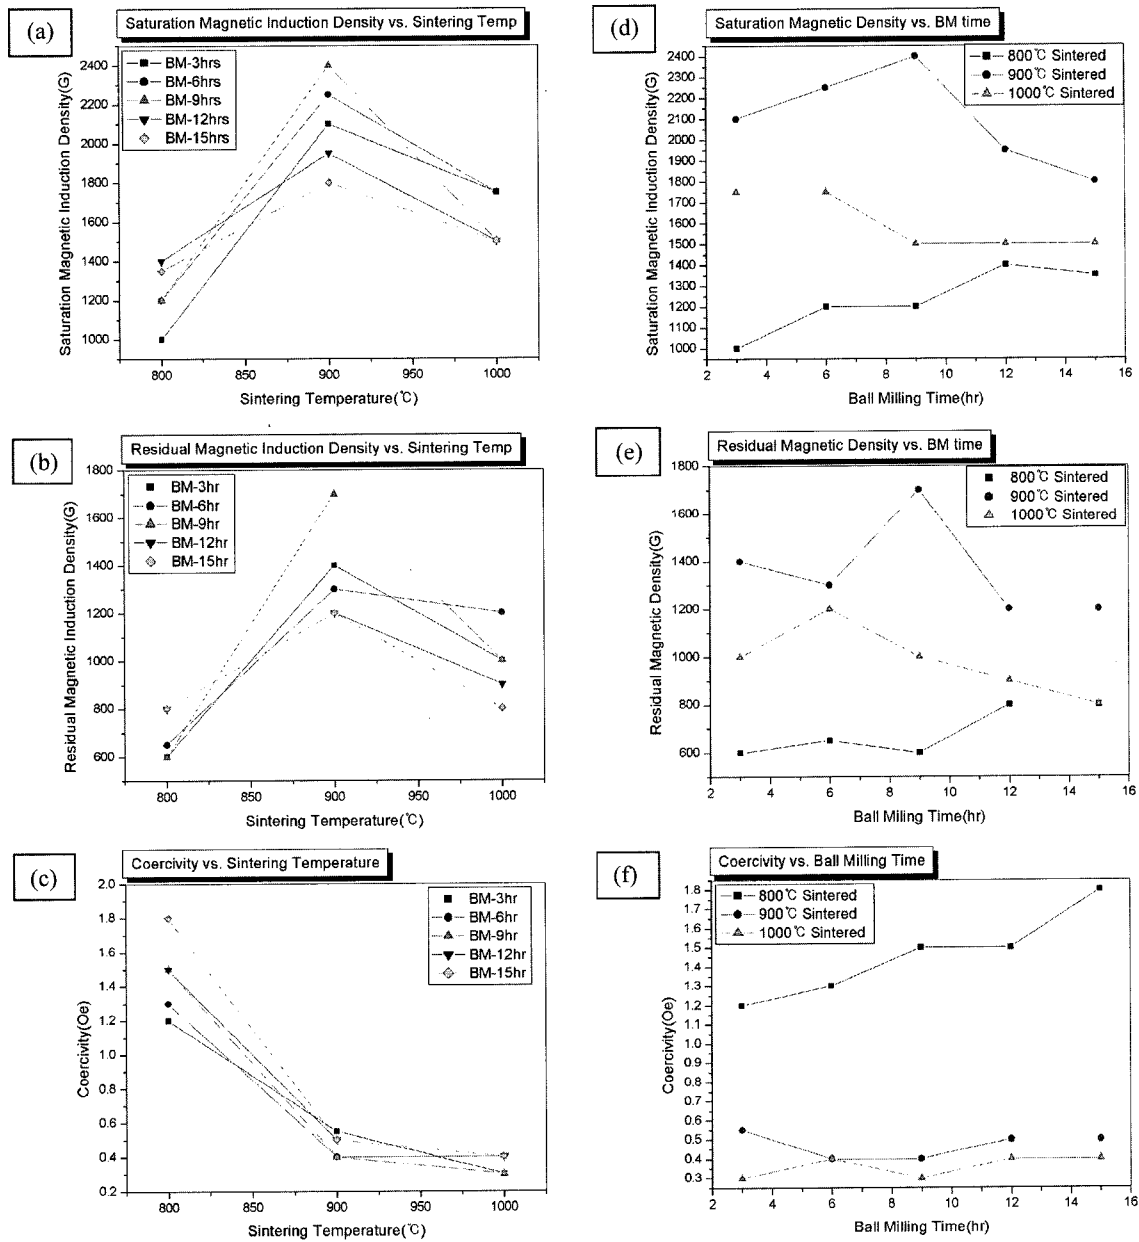 (a)
Saturation Magnetic Induction Density vs. Sintering Temp
BM-3hrs
BM-6hrs
BM-9hrs
BM-12hrs
BM-15hrs
Saturation Magnetic Induction Density(G)
2400
2200
2000
1800
1600
1400
1200
1000
800
850
900
950
1000
Sintering Temperature(℃)
(d)
Saturation Magnetic Density vs. BM time
800℃ Sintered
900℃ Sintered
1000℃ Sintered
Saturation Magnetic Induction Density(G)
2400
2300
2200
2100
2000
1900
1800
1700
1600
1500
1400
1300
1200
1100
1000
2
4
6
8
10
12
14
16
Ball Milling Time(hr)
(b)
Residual Magnetic Induction Density vs. Sintering Temp
BM-3hr
BM-6hr
BM-9hr
BM-12hr
BM-15hr
Residual Magnetic Induction Density(G)
1800
1600
1400
1200
1000
800
600
800
850
900
950
1000
Sintering Temperature(℃)
(e)
Residual Magnetic Density vs. BM time
800℃ Sintered
900℃ Sintered
1000℃ Sintered
Residual Magnetic Density(G)
1800
1600
1400
1200
1000
800
600
2
4
6
8
10
12
14
16
Ball Miling Time(hr)
(c)
Coercivity vs. Sintering Temperature
BM-3hr
BM-6hr
BM-9hr
BM-12hr
BM-15hr
Coercivity(Oe)
2.0
1.8
1.6
1.4
1.2
1.0
0.8
0.6
0.4
0.2
800
850
900
950
1000
Sintering Temperature(℃)
(f)
Coercivity vs. Ball Milling Time
800℃ Sintered
900℃ Sintered
1000℃ Sintered
Coercivity(Oe)
1.8
1.7
1.6
1.5
1.4
1.3
1.2
1.1
1.0
0.9
0.8
0.7
0.6
0.5
0.4
0.3
2
4
6
8
10
12
14
16
Ball Milling Time(hr)